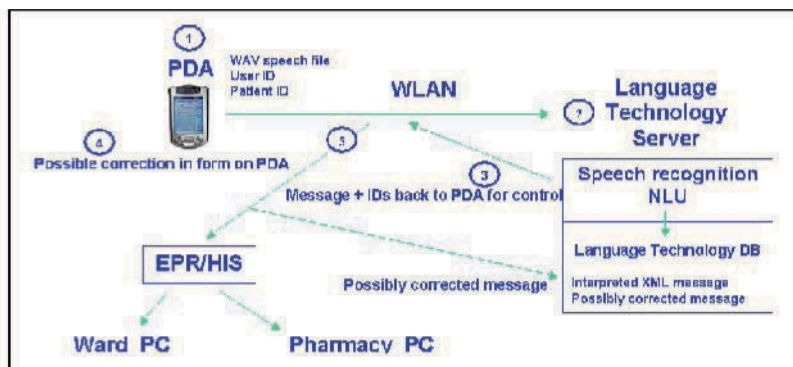 1
PDA
WAV speech file
User ID
Patient ID
WLAN
2
Language
Technology
Server
4
Possible correction in form on PDA
5
3
Message + IDs back to PDA for control
Speech recognition
NLU
Language Technology DB
Interpreted XML message
Possibly corrected message
EPR/HIS
Possibly corrected message
Ward PC
Pharmacy PC